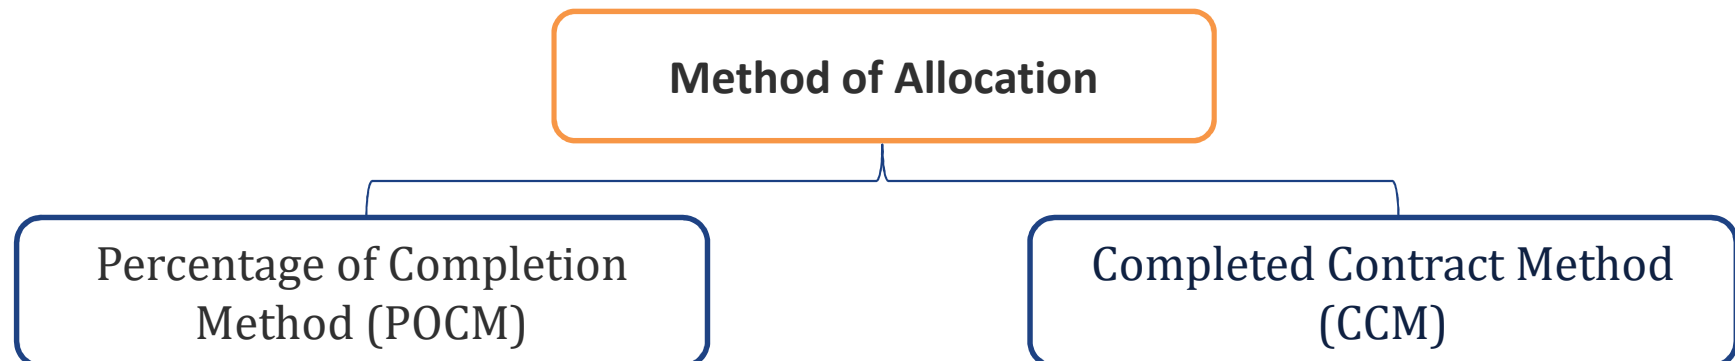 Method of Allocation
Percentage of Completion
Method (POCM)
Completed Contract Method
(CCM)